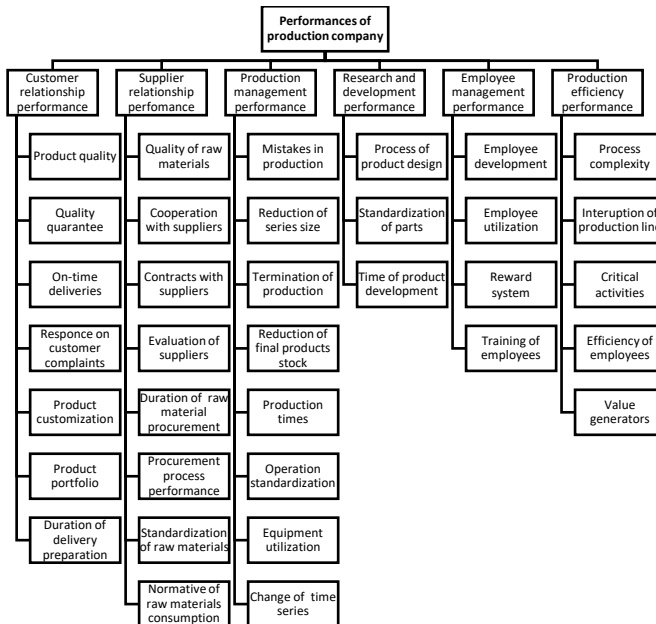 Performances of
production company
Customer
relationship
performance
Supplier
relationship
perfomance
Production
management
performance
Research and
development
performance
Employee
management
performance
Production
efficiency
performance
Product quality
Quality of raw
materials
Mistakes in
production
Process of
product design
Employee
development
Process
complexity
Quality
quarantee
Cooperation
with suppliers
Reduction of
series size
Standardization
of parts
Employee
utilization
Interuption of
production line
On-time
deliveries
Contracts with
suppliers
Termination of
production
Time of product
development
Reward
system
Critical
activities
Responce on
customer
complaints
Evaluation of
suppliers
Reduction of
final products
stock
Training of
employees
Efficiency of
employees
Product
customization
Duration of raw
material
procurement
Production
times
Value
generators
Product
portfolio
Procurement
process
performance
Operation
standardization
Duration of
delivery
preparation
Standardization
of raw materials
Equipment
utilization
Normative of
raw materials
consumption
Change of time
series